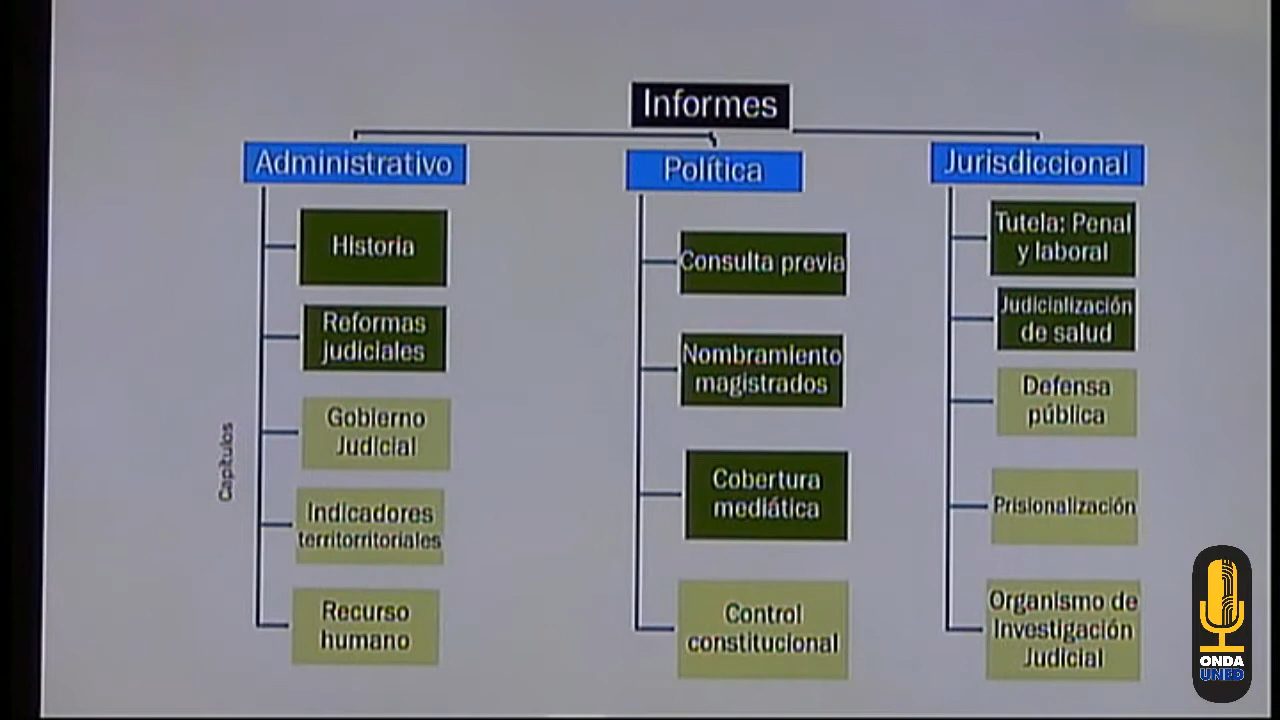 Informes
Administrativo
Historia
Reformas
judiciales
Gobierno
Judicial
Indicadores
territorritoriales
Recurso
humano
Capítulos
Política
Consulta previa
Nombramiento
magistrados
Cobertura
mediática
Control
constitucional
Jurisdiccional
Tutela: Penal
y laboral
Judicialización
de salud
Defensa
pública
Prisionalización
Organismo de
Investigación
Judicial
ONDA
UNED